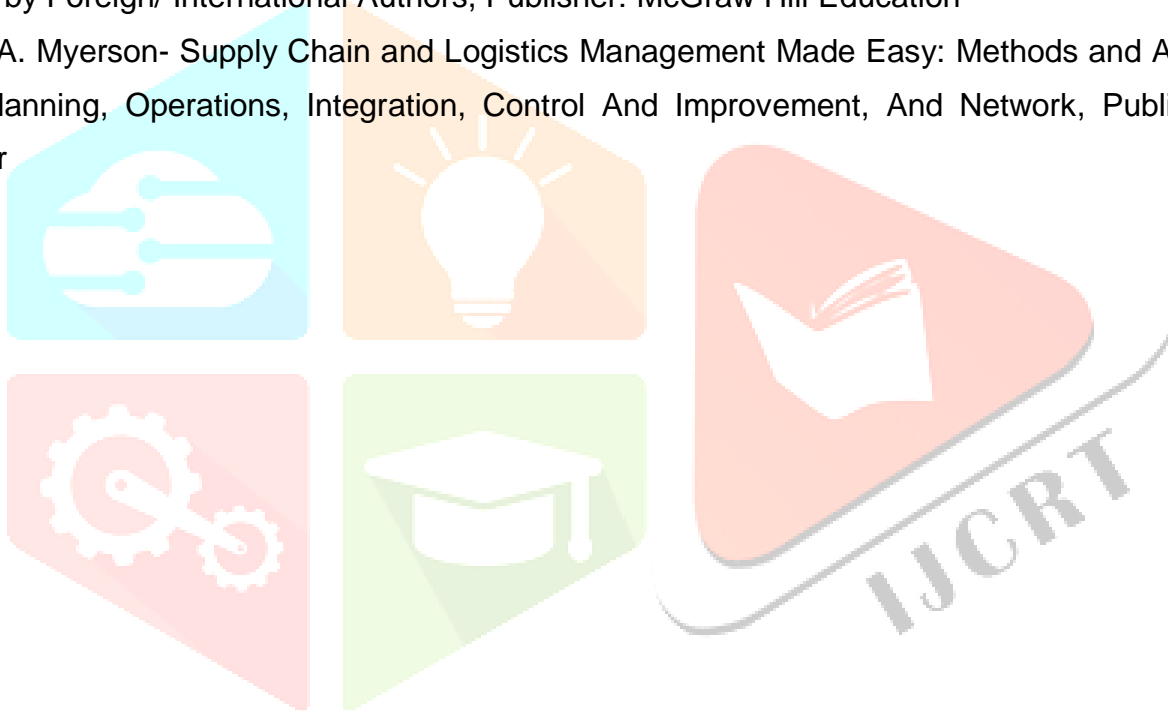 by Foreign/ International Authors, Publisher: McGraw Hill Education
A. Myerson- Supply Chain and Logistics Management Made Easy: Methods and A
lanning, Operations, Integration, Control And Improvement, And Network, Publi
r
IJCRT